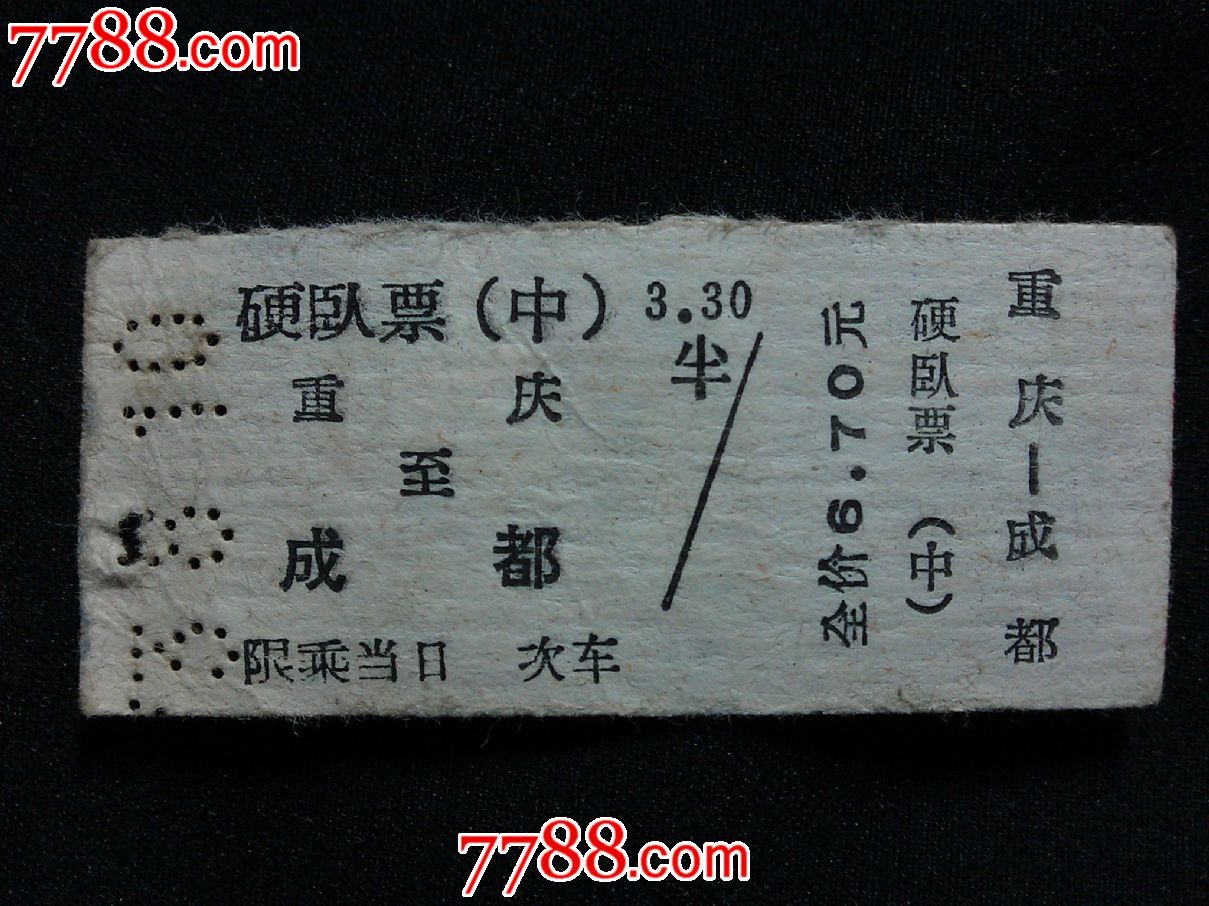 7788.com
硬卧票（中）3.30
半
重庆
至
成都
限乘当日 次车
全价6.70元
硬卧票（中）
重庆—成都
7788.com